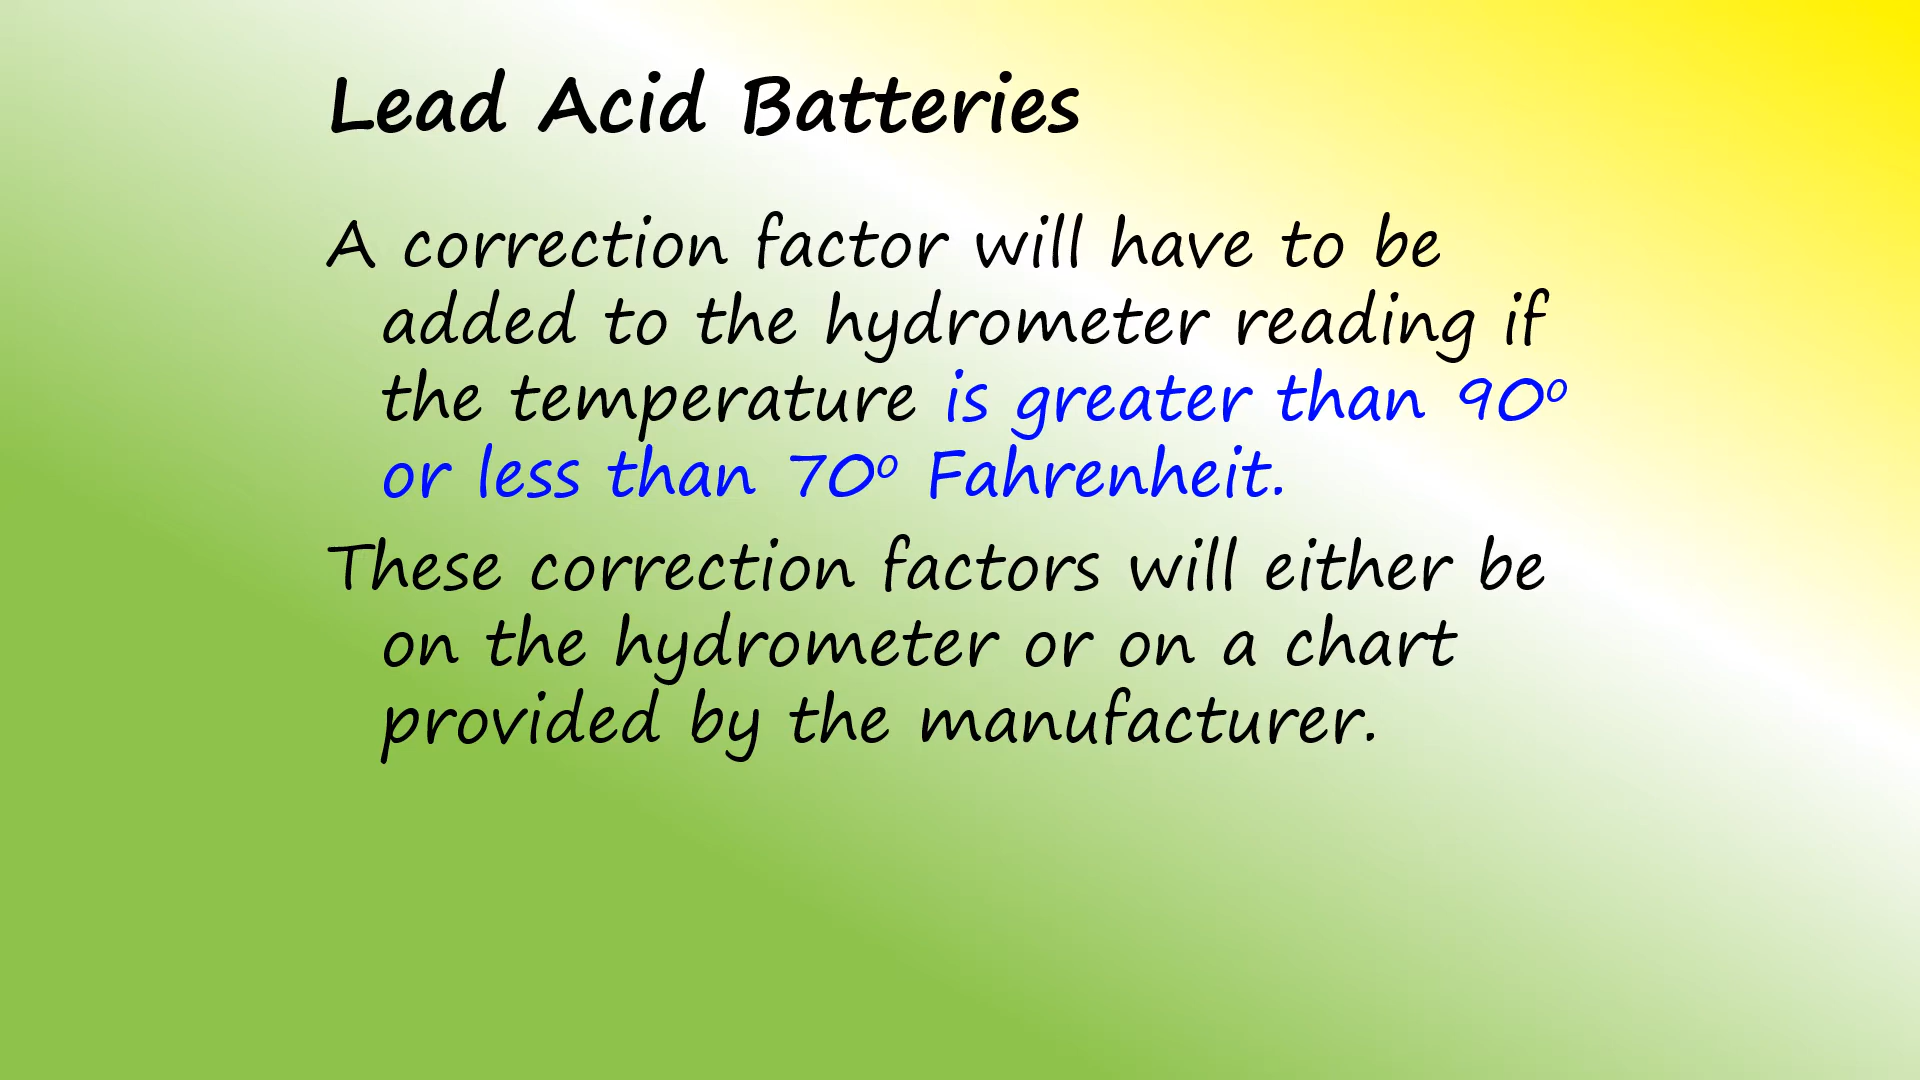 Lead Acid Batteries
A correction factor will have to be
added to the hydrometer reading if
the temperature is greater than 90º
or less than 70º Fahrenheit.
These correction factors will either be
on the hydrometer or on a chart
provided by the manufacturer.